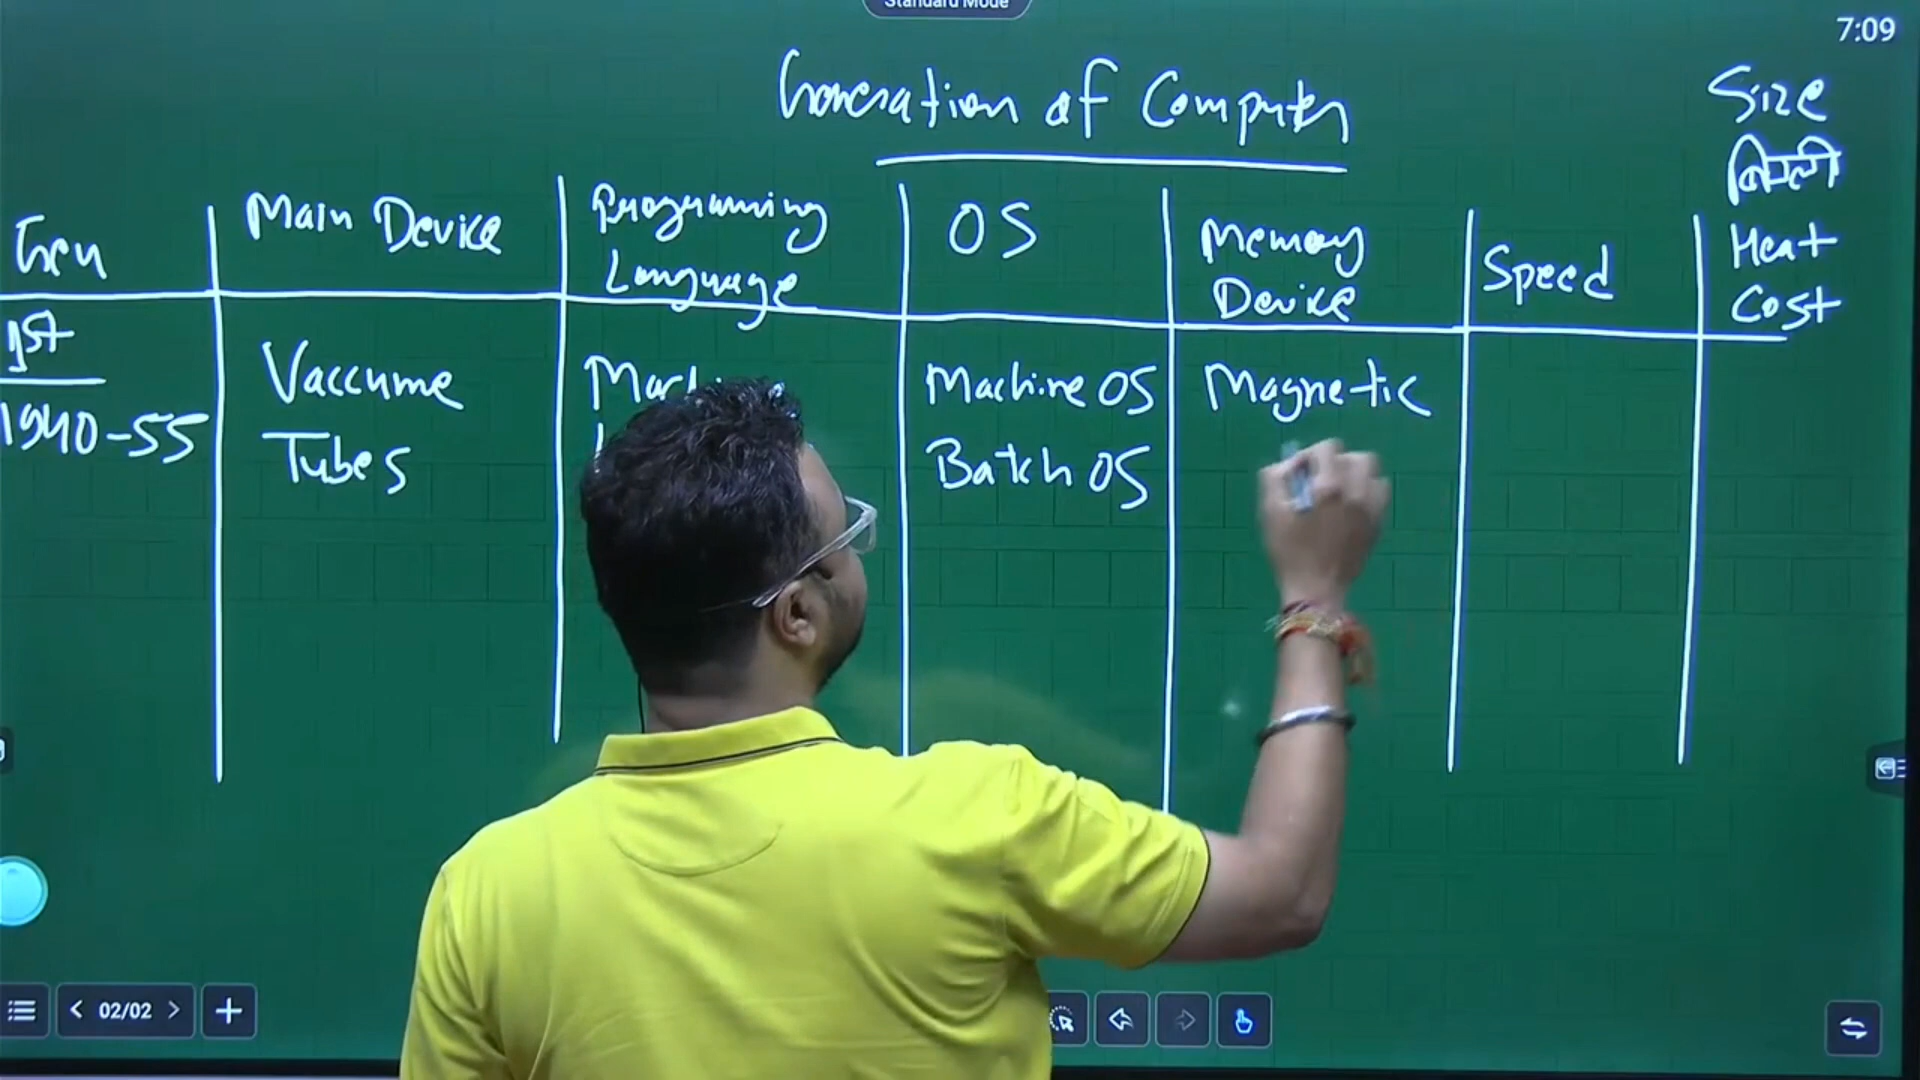 Standard Mode
7:09
Generation of Computer
Gen
Main Device
Programming
Language
OS
Memory
Device
Speed
Size
बिजली
Heat
Cost
1st
1940-55
Vaccume
Tubes
Machine OS
Batch OS
Magnetic
02/02